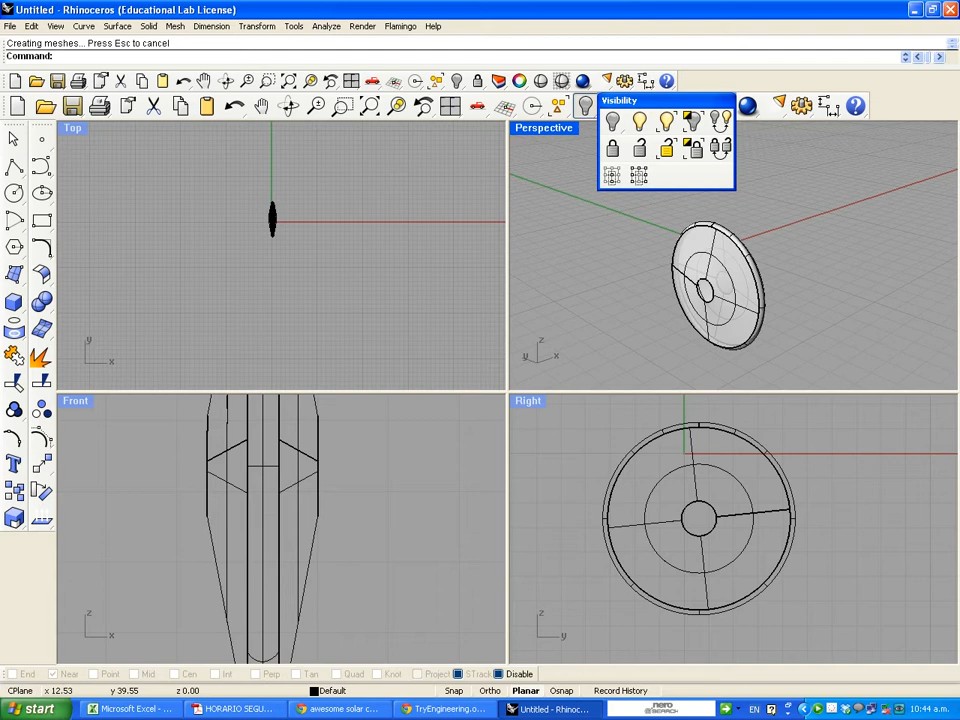 Untitled - Rhinoceros (Educational Lab License)
File Edit View Curve Surface Solid Mesh Dimension Transform Tools Analyze Render Flamingo Help
Creating meshes... Press Esc to cancel
Command:
Visibility
Top
Perspective
y
x
z
y x
Front
Right
z
x
z
y
End Near Point Mid Cen Int Perp Tan Quad Knot Project STrack Disable
CPlane x 12.53 y 39.55 z 0.00 Default Snap Ortho Planar Osnap Record History
start Microsoft Excel - ... HORARIO SEGU... awesome solar c... TryEngineering.o... Untitled - Rhinoc... nero SEARCH EN 10:44 a.m.